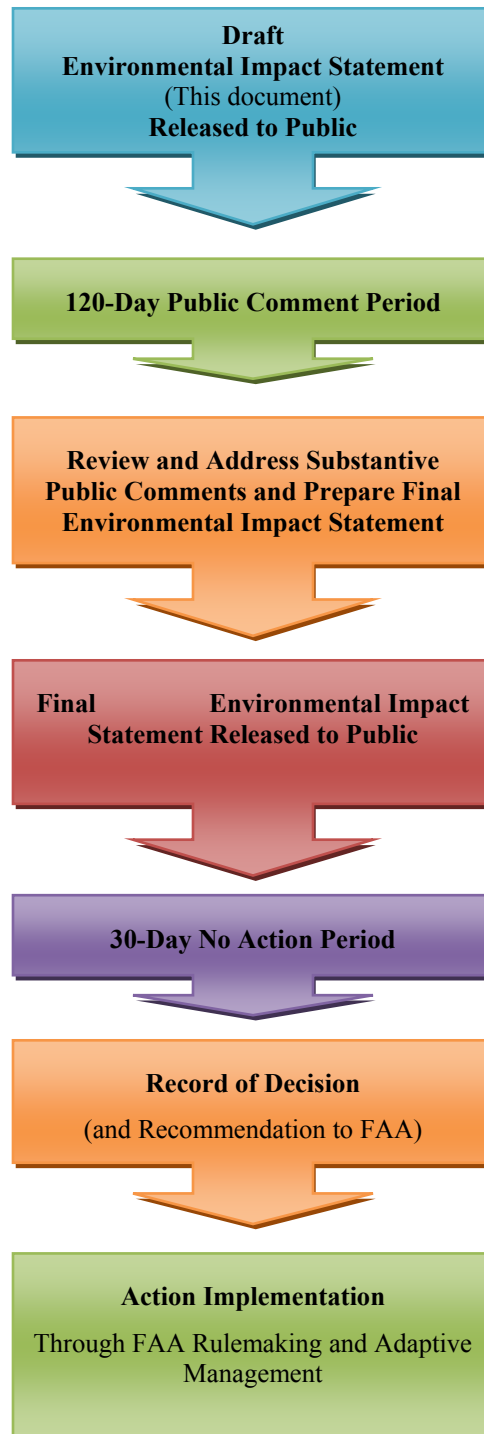 Draft
Environmental Impact Statement
(This document)
Released to Public
120-Day Public Comment Period
Review and Address Substantive
Public Comments and Prepare Final
Environmental Impact Statement
Final Environmental Impact
Statement Released to Public
30-Day No Action Period
Record of Decision
(and Recommendation to FAA)
Action Implementation
Through FAA Rulemaking and Adaptive
Management